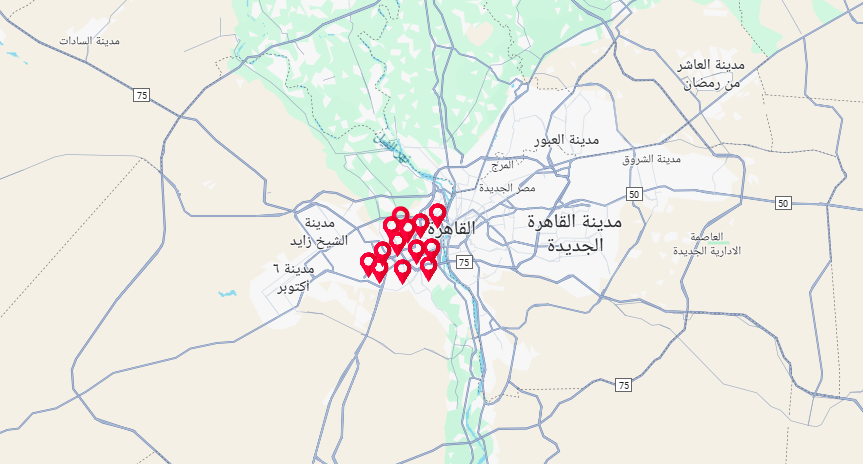 مدينة السادات
75
مدينة العاشر
من رمضان
مدينة العبور
المرج
مدينة الشروق
مصر الجديدة
50
50
القاهرة
مدينة القاهرة
الجديدة
العاصمة
الادارية الجديدة
مدينة
الشيخ زايد
75
مدينة ٦
أكتوبر
75